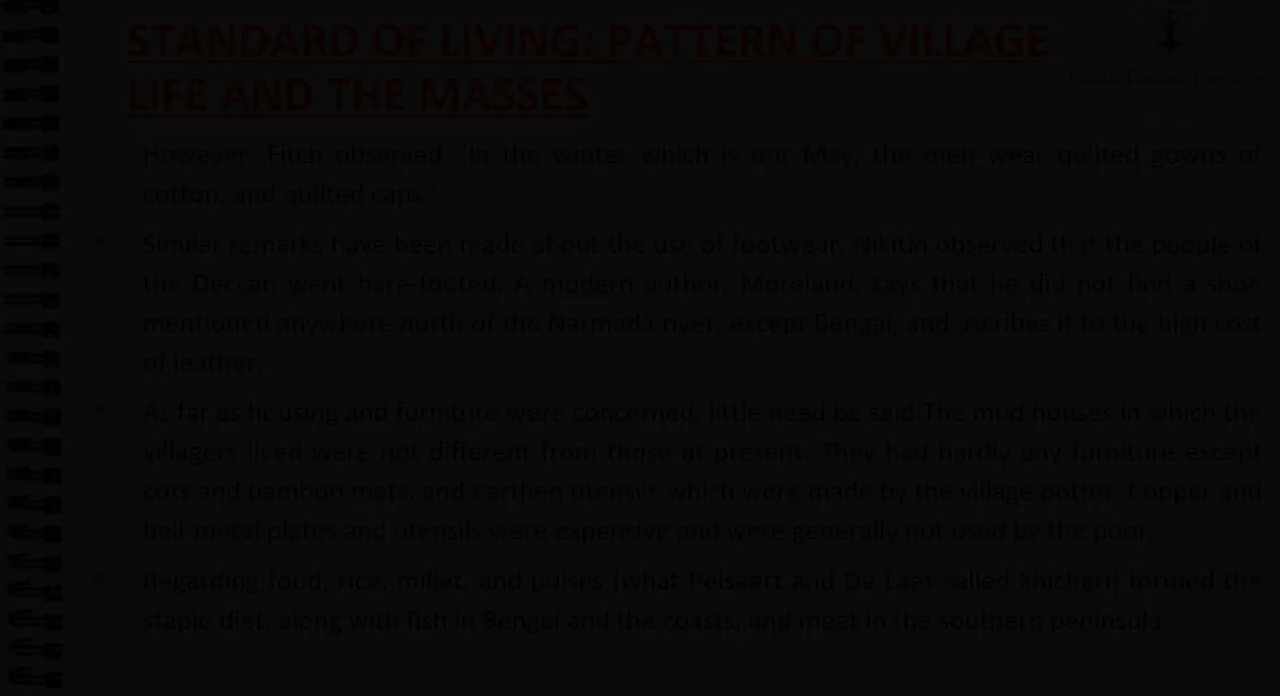 STANDARD OF LIVING: PATTERN OF VILLAGE
LIFE AND THE MASSES
However, Fitch observed, 'In the winter which is our May, the men wear quilted gowns of
cotton, and quilted caps.'
Similar remarks have been made about the use of footwear. Nikitin observed that the people of
the Deccan went bare-footed. A modern author, Moreland, says that he did not find a shoe
mentioned anywhere north of the Narmada river, except Bengal, and ascribes it to the high cost
of leather.
As far as housing and furniture were concerned, little need be said.The mud houses in which the
villagers lived were not different from those at present. They had hardly any furniture except
cots and bamboo mats, and earthen utensils which were made by the village potter. Copper and
bell-metal plates and utensils were expensive and were generally not used by the poor.
Regarding food, rice, millet, and pulses (what Pelsaert and De Laet called khicheri) formed the
staple diet, along with fish in Bengal and the coasts, and meet in the southern peninsula.